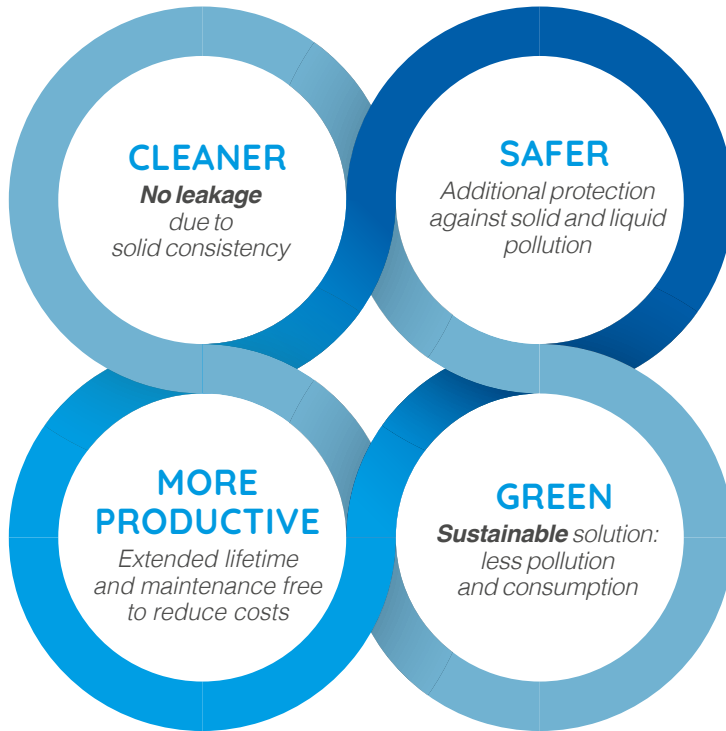 CLEANER
No leakage
due to
solid consistency
SAFER
Additional protection
against solid and liquid
pollution
MORE
PRODUCTIVE
Extended lifetime
and maintenance free
to reduce costs
GREEN
Sustainable solution:
less pollution
and consumption